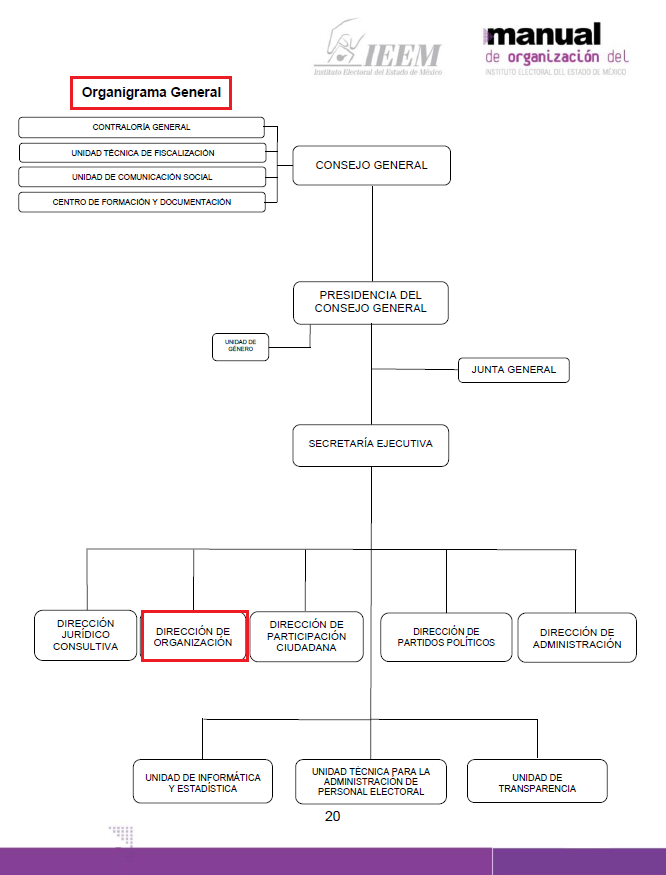 IEEM
Instituto Electoral del Estado de México
manual
de organización del
INSTITUTO ELECTORAL DEL ESTADO DE MÉXICO
Organigrama General
CONTRALORÍA GENERAL
UNIDAD TÉCNICA DE FISCALIZACIÓN
UNIDAD DE COMUNICACIÓN SOCIAL
CENTRO DE FORMACIÓN Y DOCUMENTACIÓN
CONSEJO GENERAL
PRESIDENCIA DEL
CONSEJO GENERAL
UNIDAD DE
GÉNERO
JUNTA GENERAL
SECRETARÍA EJECUTIVA
DIRECCIÓN
JURÍDICO
CONSULTIVA
DIRECCIÓN DE
ORGANIZACIÓN
DIRECCIÓN DE
PARTICIPACIÓN
CIUDADANA
DIRECCIÓN DE
PARTIDOS POLÍTICOS
DIRECCIÓN DE
ADMINISTRACIÓN
UNIDAD DE INFORMÁTICA
Y ESTADÍSTICA
UNIDAD TÉCNICA PARA LA
ADMINISTRACIÓN DE
PERSONAL ELECTORAL
UNIDAD DE
TRANSPARENCIA
20